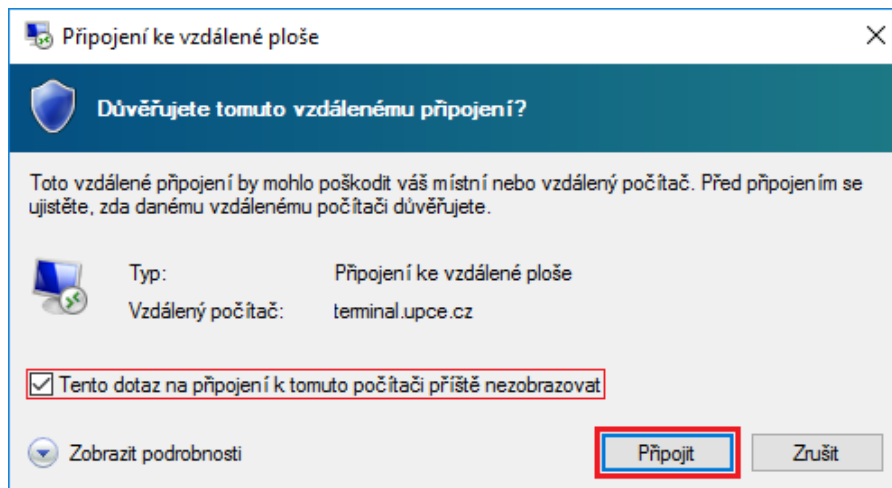 Připojení ke vzdálené ploše
Důvěřujete tomuto vzdálenému připojení?
Toto vzdálené připojení by mohlo poškodit váš místní nebo vzdálený počítač. Před připojením se
ujistěte, zda danému vzdálenému počítači důvěřujete.
Typ: Připojení ke vzdálené ploše
Vzdálený počítač: terminal.upce.cz
Tento dotaz na připojení k tomuto počítači příště nezobrazovat
Zobrazit podrobnosti Připojit Zrušit